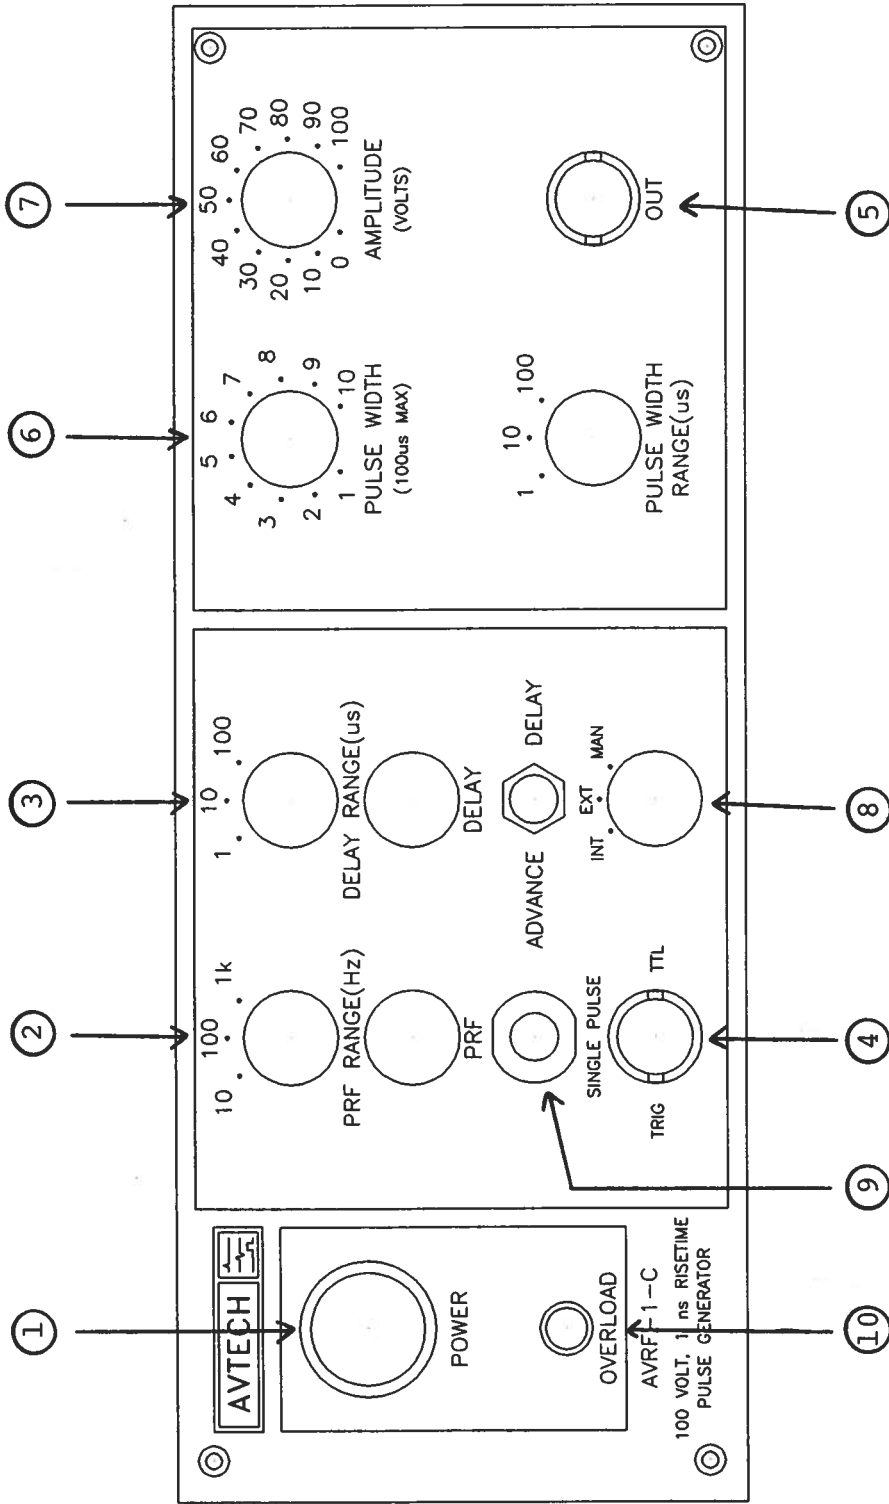 1
2
3
6
7
AVTECH
POWER
OVERLOAD
100 VOLT, ns RISETIME
PULSE GENERATOR
10 100 1k
PRF RANGE(Hz)
PRF
SINGLE PULSE
TRIG TTL
1 10 100
DELAY RANGE(us)
DELAY
ADVANCE DELAY
INT EXT MAN
1 2 3 4 5 6 7 8 9 10
PULSE WIDTH
(100us MAX)
1 10 100
PULSE WIDTH
RANGE(us)
0 10 20 30 40 50 60 70 80 90 100
AMPLITUDE
(VOLTS)
OUT
10
9
4
8
5